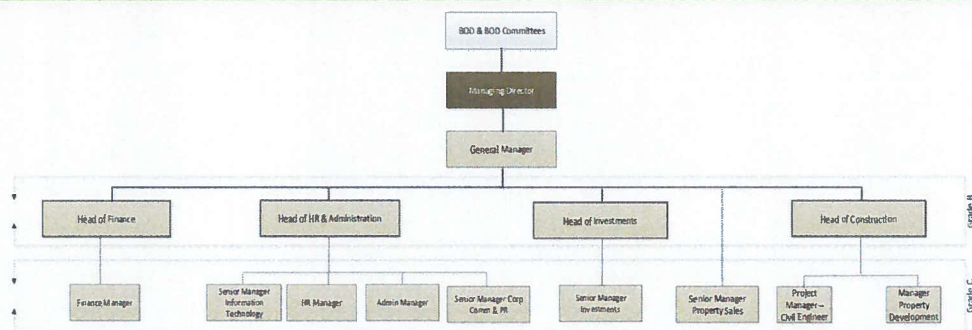 BOD & BOD Committees
Managing Director
General Manager
Head of Finance
Head of HR & Administration
Head of Investments
Head of Construction
Grade B
Finance Manager
Senior Manager
Information
Technology
HR Manager
Admin Manager
Senior Manager Corp
Comm & PR
Senior Manager
Investments
Senior Manager
Property Sales
Project
Manager –
Civil Engineer
Manager
Property
Development
Grade C